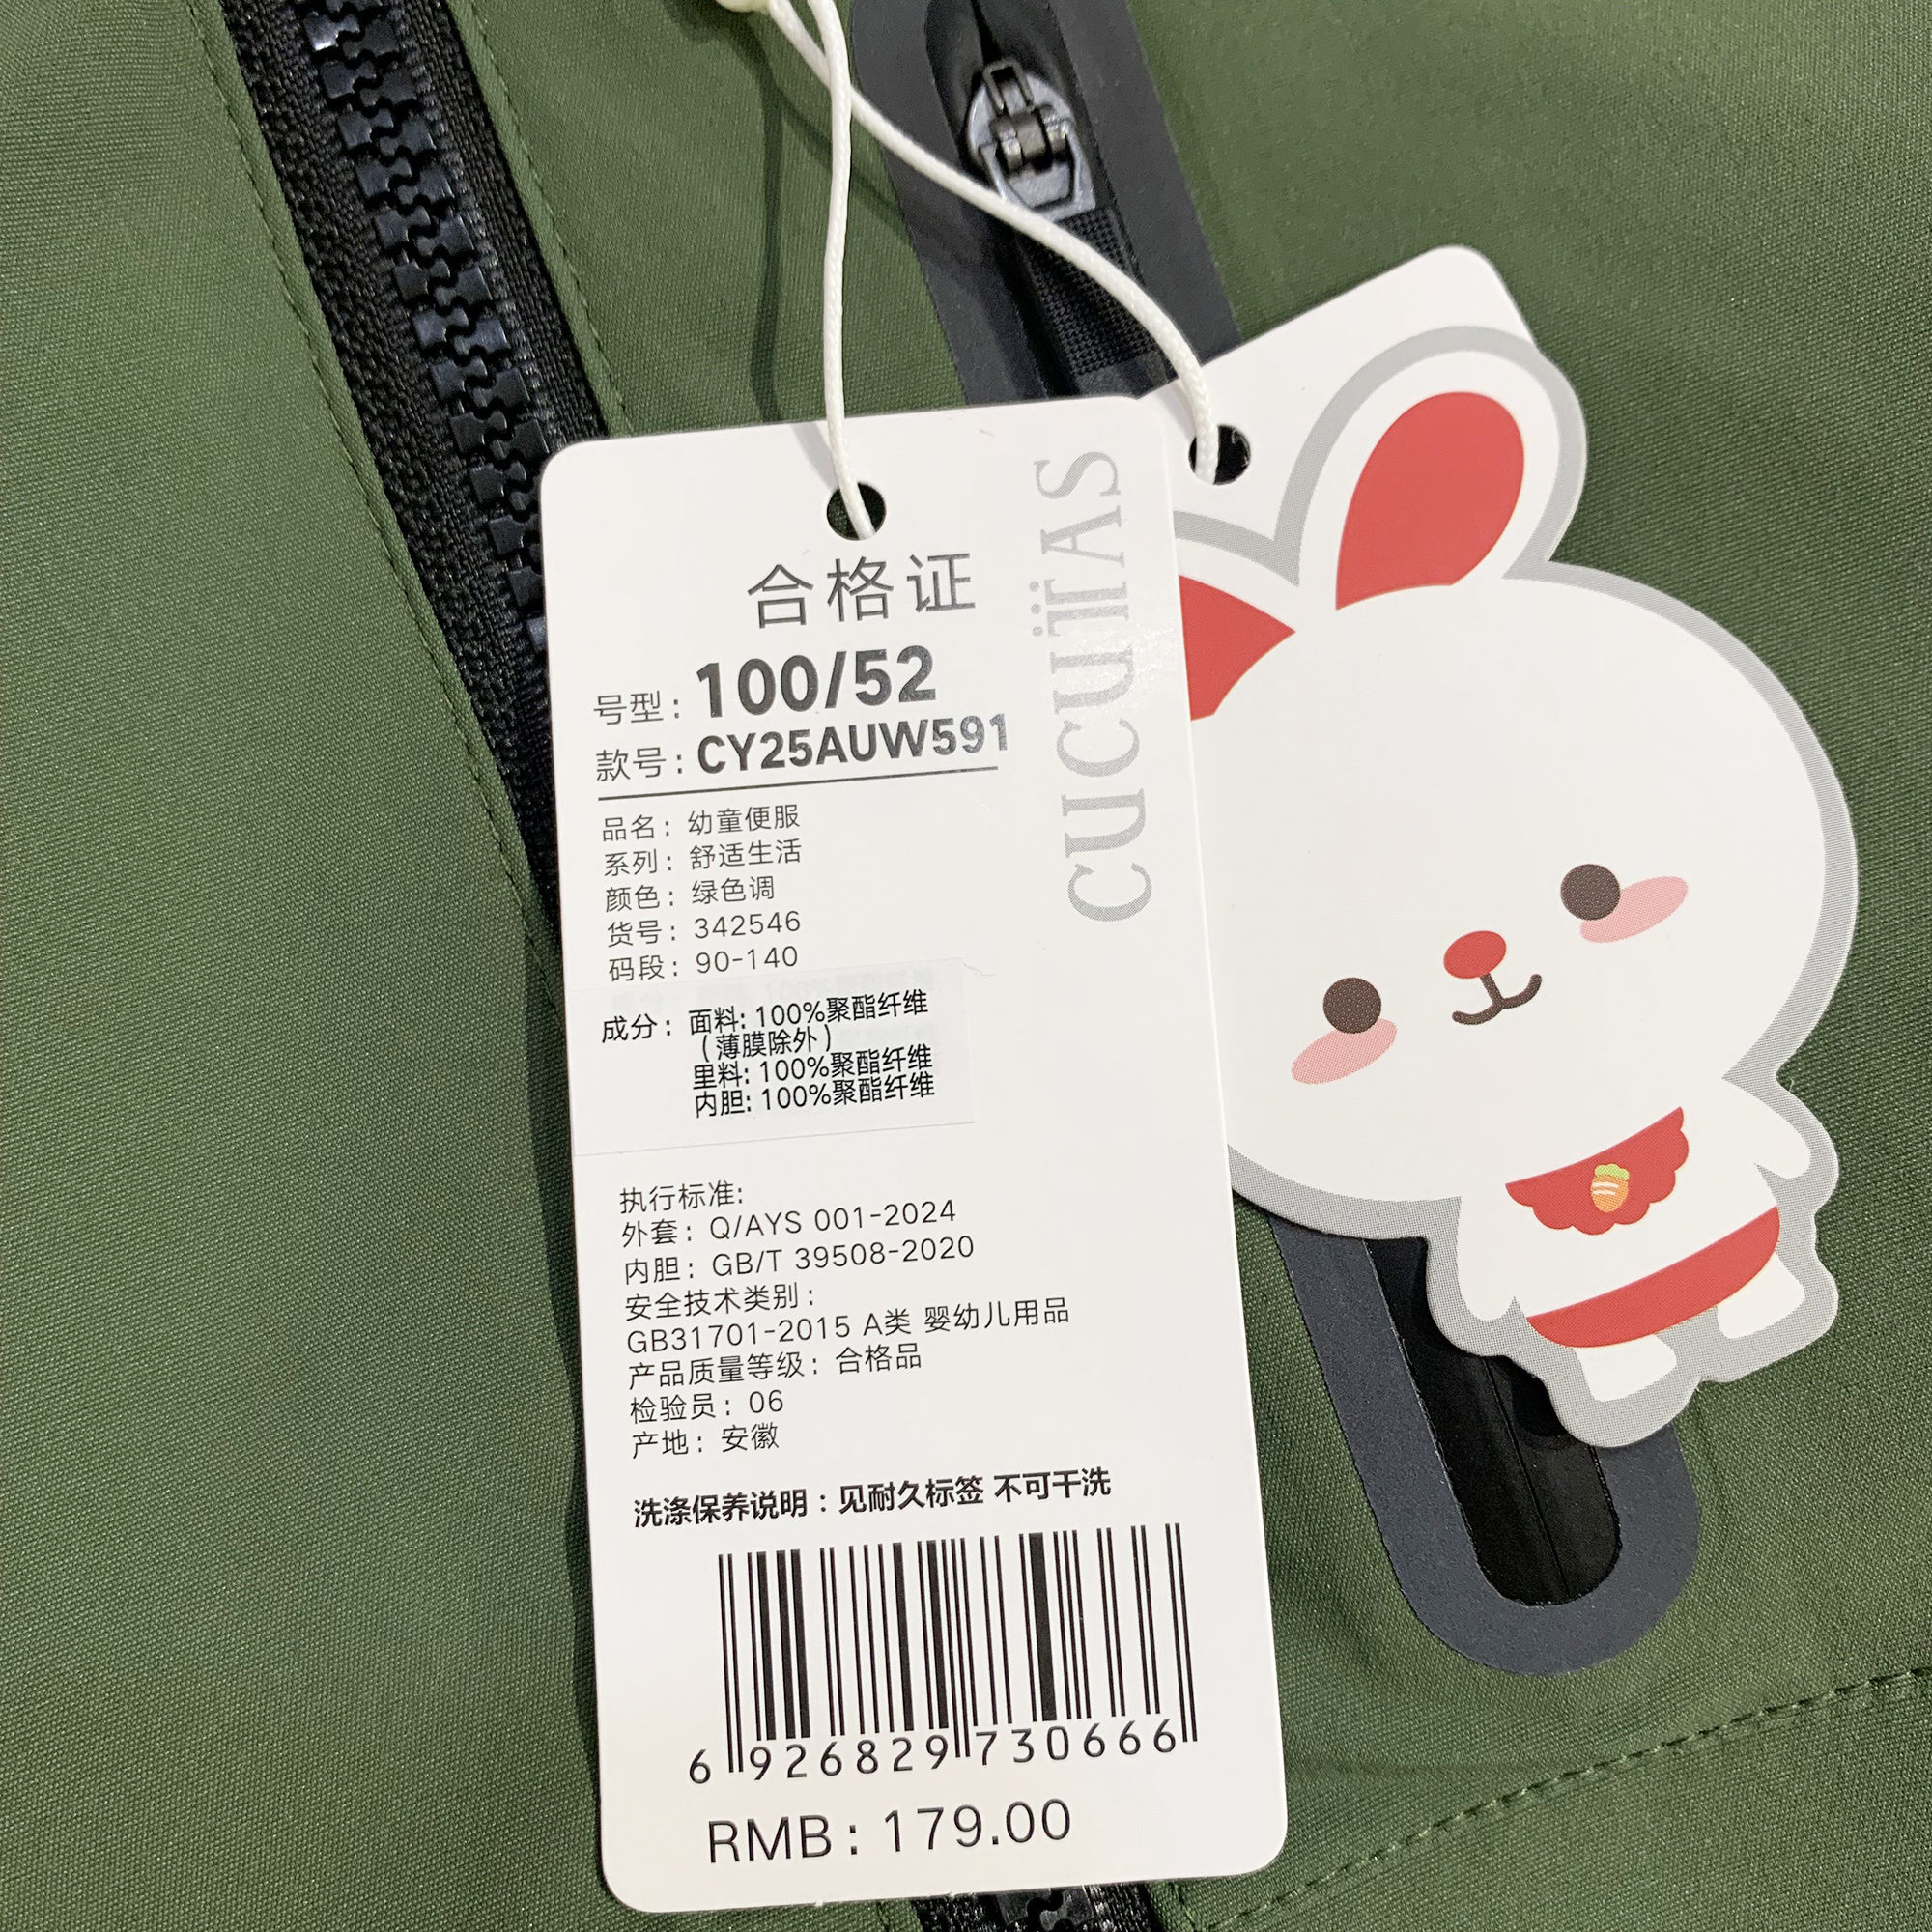 合格证
号型：100/52
款号：CY25AUW591
品名：幼童便服
系列：舒适生活
颜色：绿色调
货号：342546
码段：90-140
成分：面料: 100%聚酯纤维
（薄膜除外）
里料: 100%聚酯纤维
内胆: 100%聚酯纤维
执行标准:
外套：Q/AYS 001-2024
内胆：GB/T 39508-2020
安全技术类别：
GB31701-2015 A类 婴幼儿用品
产品质量等级：合格品
检验员：06
产地：安徽
洗涤保养说明：见耐久标签 不可干洗
6 926829 730666
RMB：179.00
CUCUïïAS